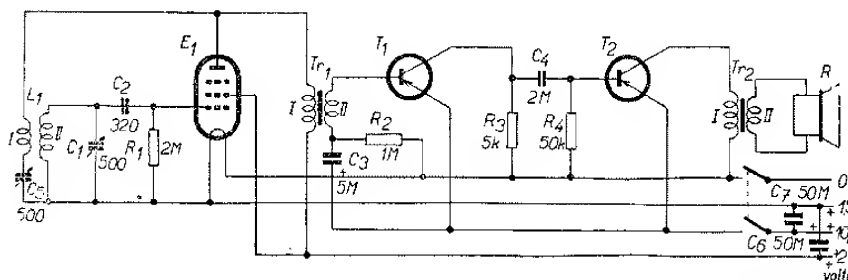 E1
T1
T2
Tr1
Tr2
R
L1
C2
C4
I
II
I
II
2M
I
II
320
R2
R3
5k
R4
50k
C1
500
R1
2M
1M
C3
+
5M
0
C5
500
C7 50M
C6 50M
+
+
+
+
volt